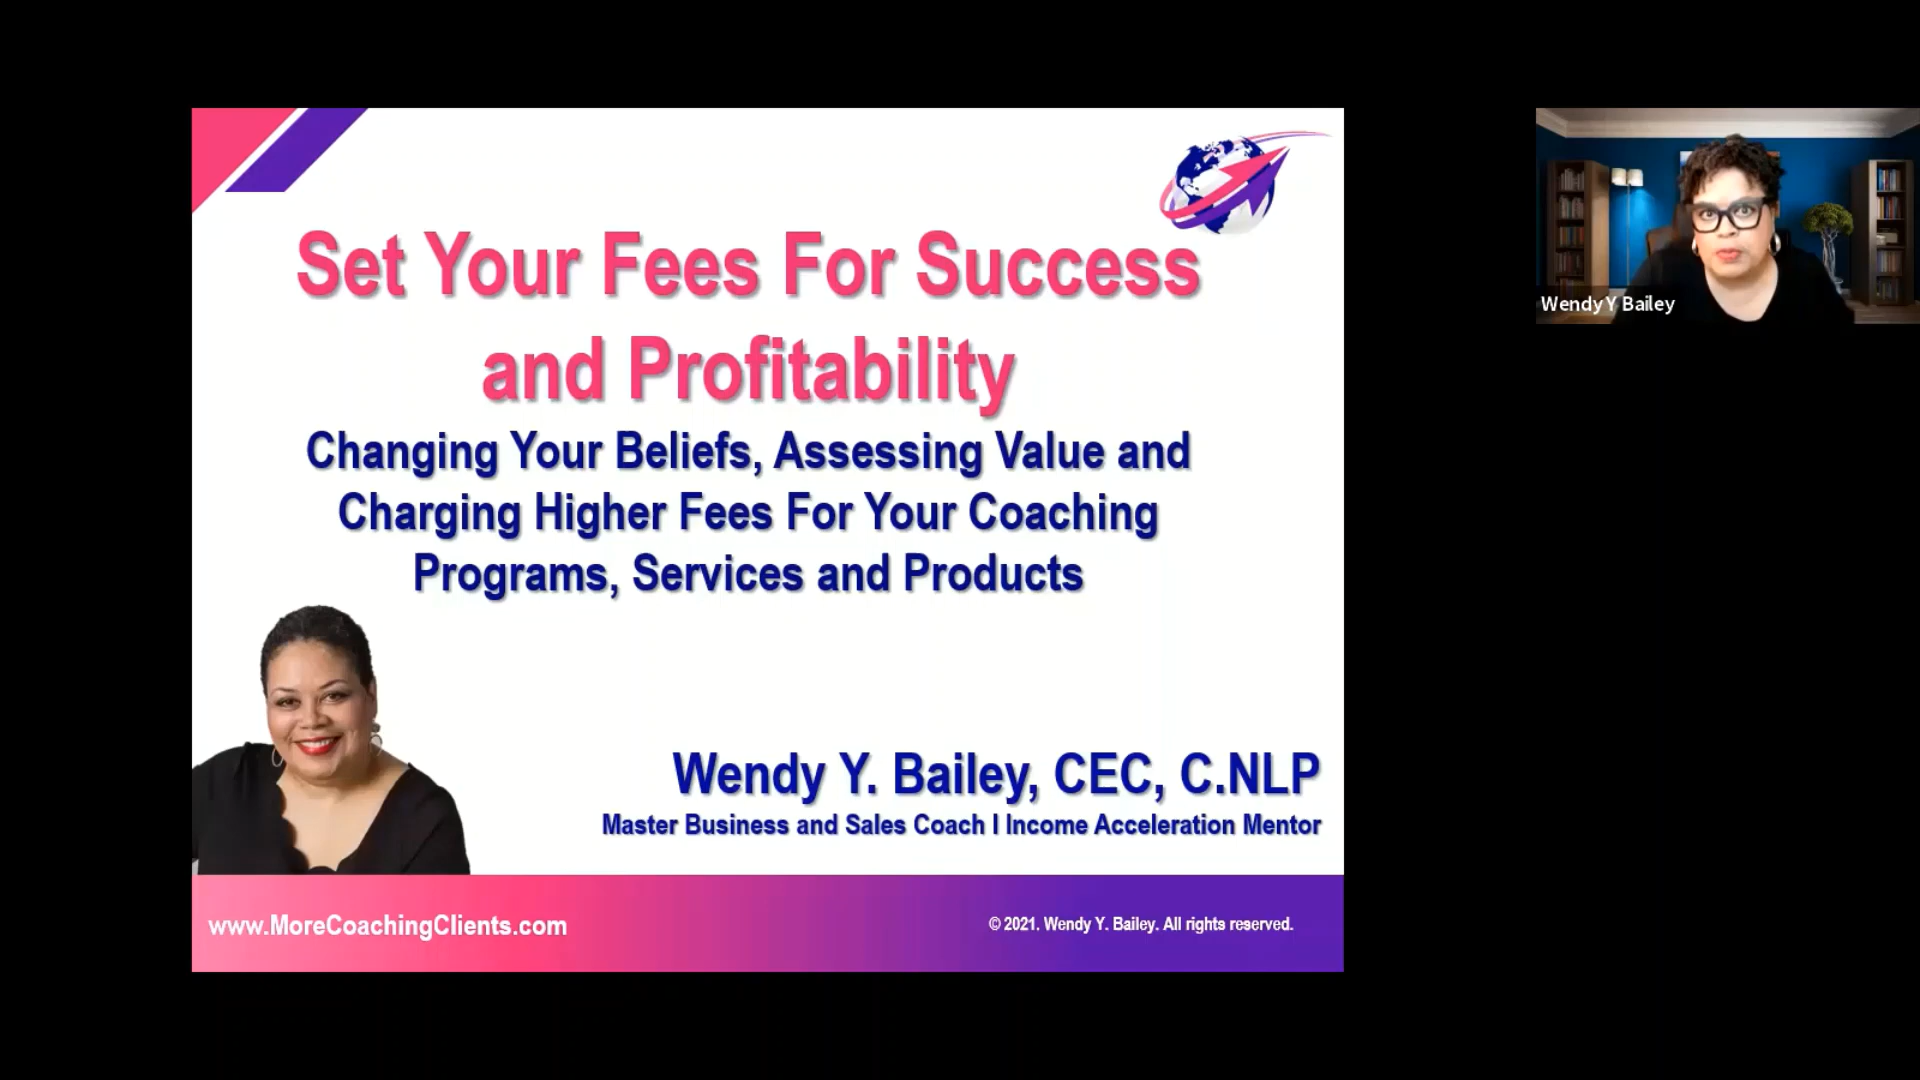 Set Your Fees For Success
and Profitability
Changing Your Beliefs, Assessing Value and
Charging Higher Fees For Your Coaching
Programs, Services and Products
Wendy Y. Bailey, CEC, C.NLP
Master Business and Sales Coach I Income Acceleration Mentor
www.MoreCoachingClients.com
© 2021. Wendy Y. Bailey. All rights reserved.
Wendy Y Bailey